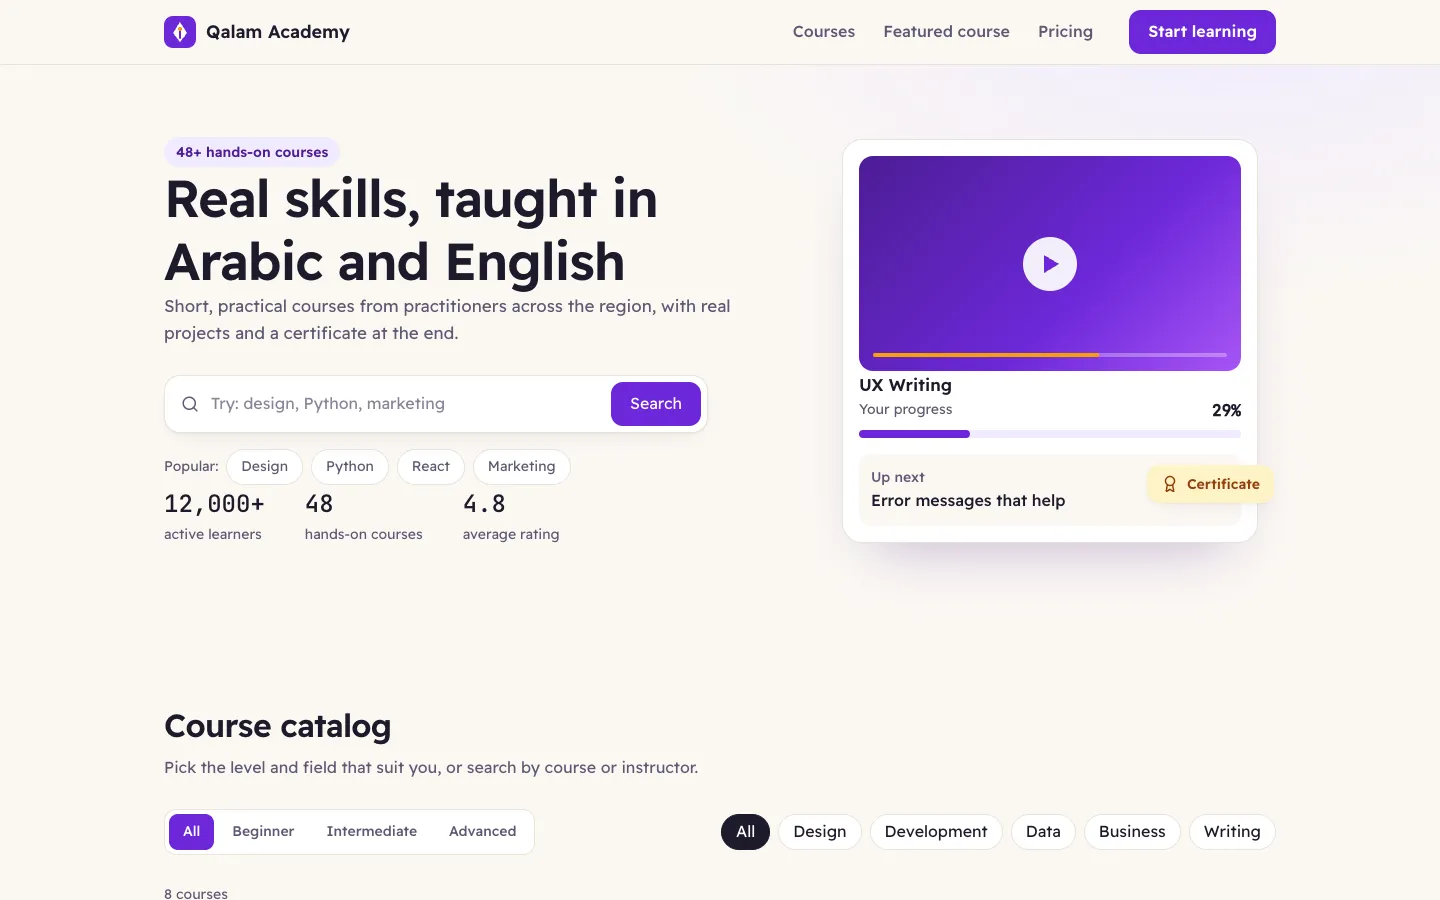 Qalam Academy
Courses
Featured course
Pricing
Start learning
48+ hands-on courses
Real skills, taught in
Arabic and English
Short, practical courses from practitioners across the region, with real
projects and a certificate at the end.
Try: design, Python, marketing
Search
Popular:
Design
Python
React
Marketing
12,000+
active learners
48
hands-on courses
4.8
average rating
UX Writing
Your progress
29%
Up next
Error messages that help
Certificate
Course catalog
Pick the level and field that suit you, or search by course or instructor.
All
Beginner
Intermediate
Advanced
All
Design
Development
Data
Business
Writing
8 courses